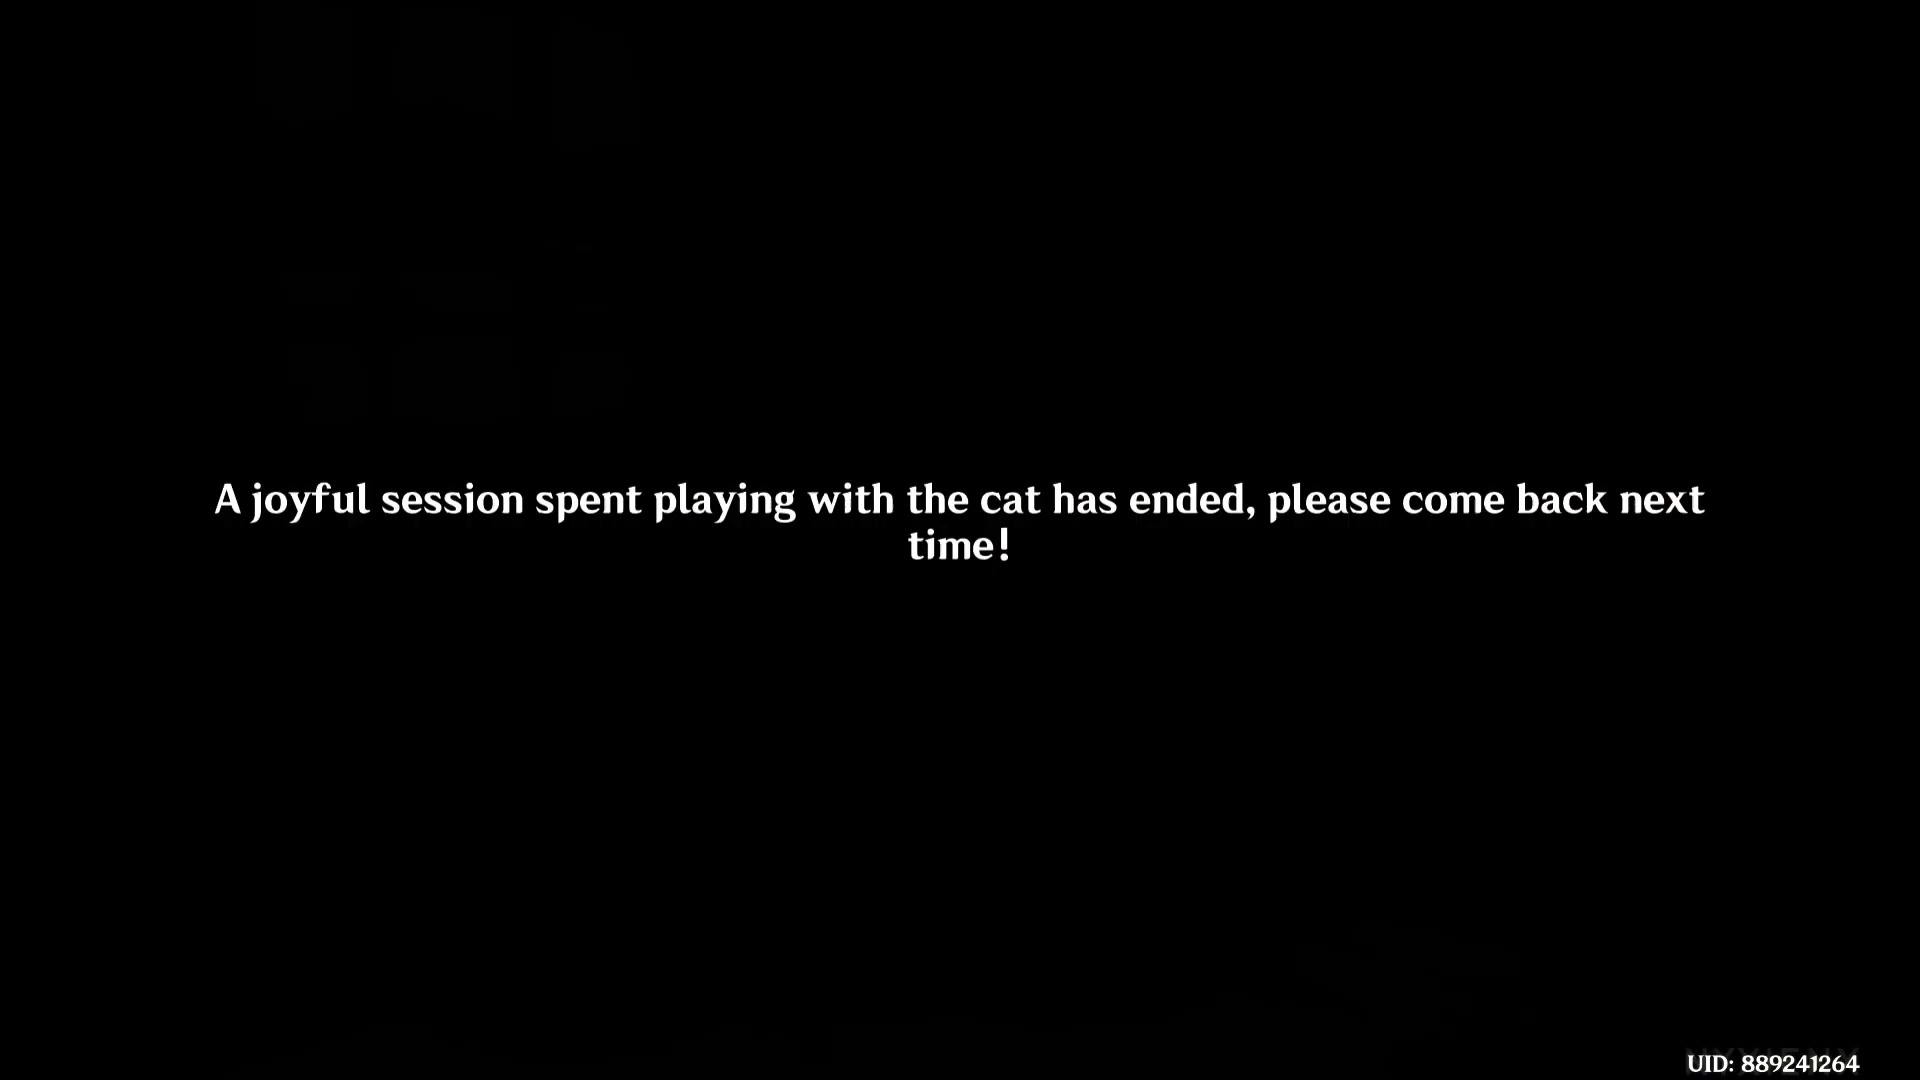 A joyful session spent playing with the cat has ended, please come back next
time!
UID: 889241264